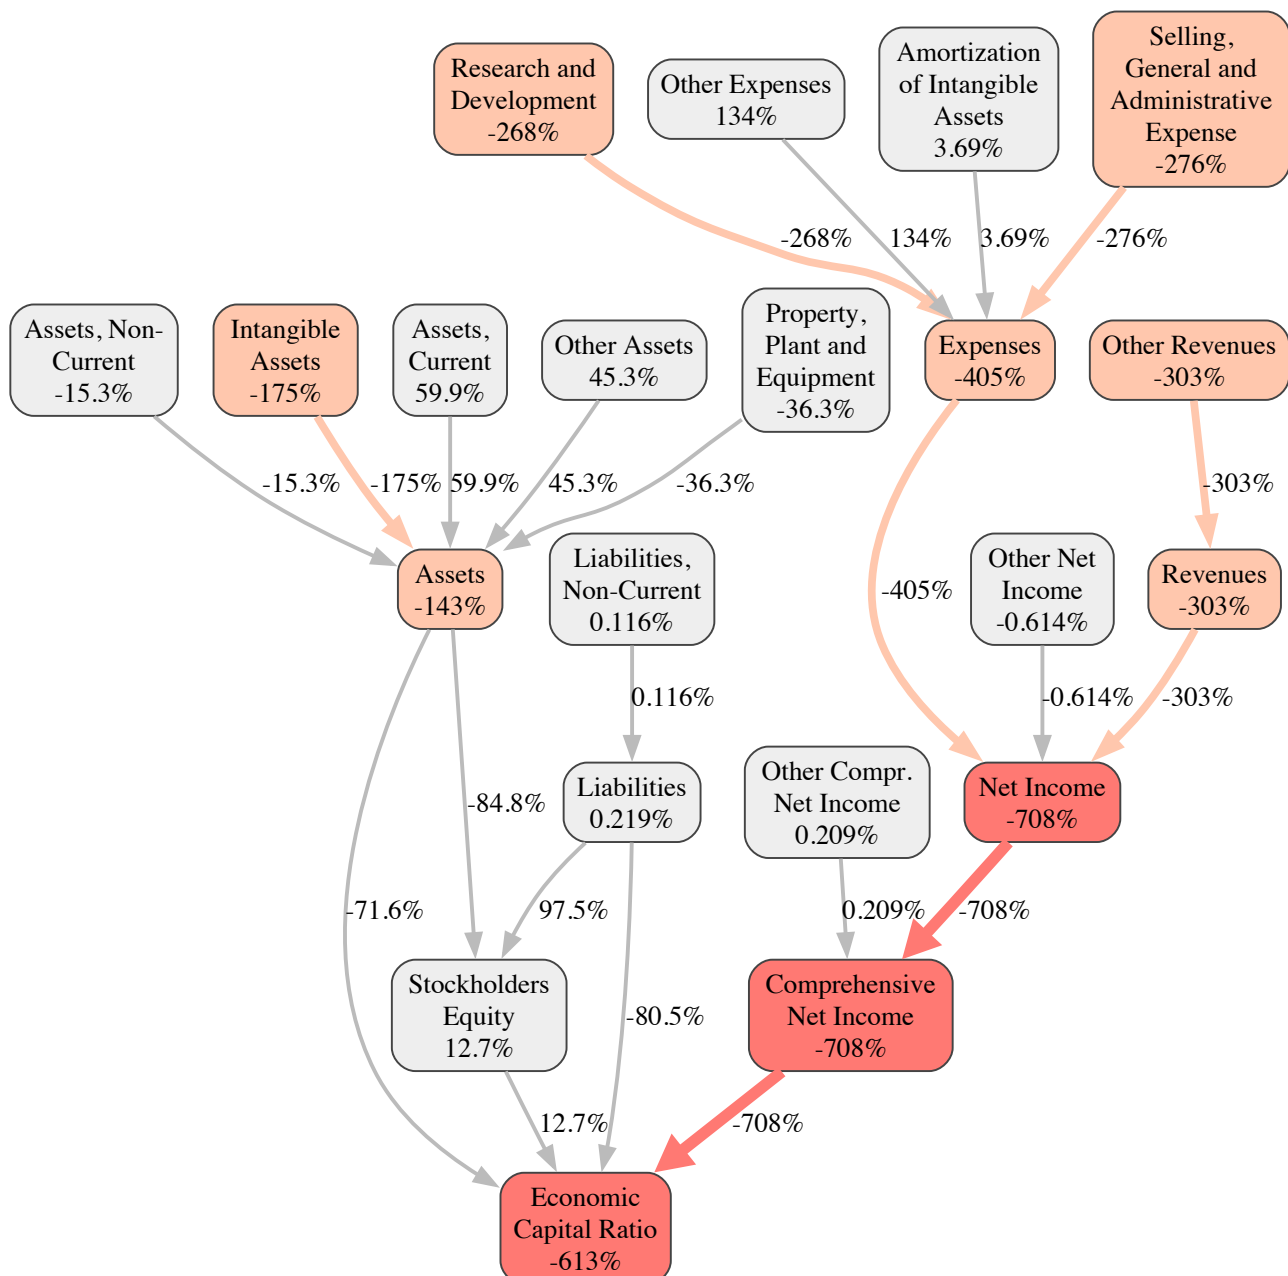 Research and
Development
-268%
Other Expenses
134%
Amortization
of Intangible
Assets
3.69%
Selling,
General and
Administrative
Expense
-276%
-268%
134%
3.69%
-276%
Assets, Non-
Current
-15.3%
Intangible
Assets
-175%
Assets,
Current
59.9%
Other Assets
45.3%
Property,
Plant and
Equipment
-36.3%
Expenses
-405%
Other Revenues
-303%
-15.3%
-175%
59.9%
45.3%
-36.3%
-303%
Assets
-143%
Liabilities,
Non-Current
0.116%
-405%
Other Net
Income
-0.614%
Revenues
-303%
0.116%
-0.614%
-303%
-84.8%
Liabilities
0.219%
Other Compr.
Net Income
0.209%
Net Income
-708%
-71.6%
97.5%
0.209%
-708%
Stockholders
Equity
12.7%
-80.5%
Comprehensive
Net Income
-708%
12.7%
-708%
Economic
Capital Ratio
-613%